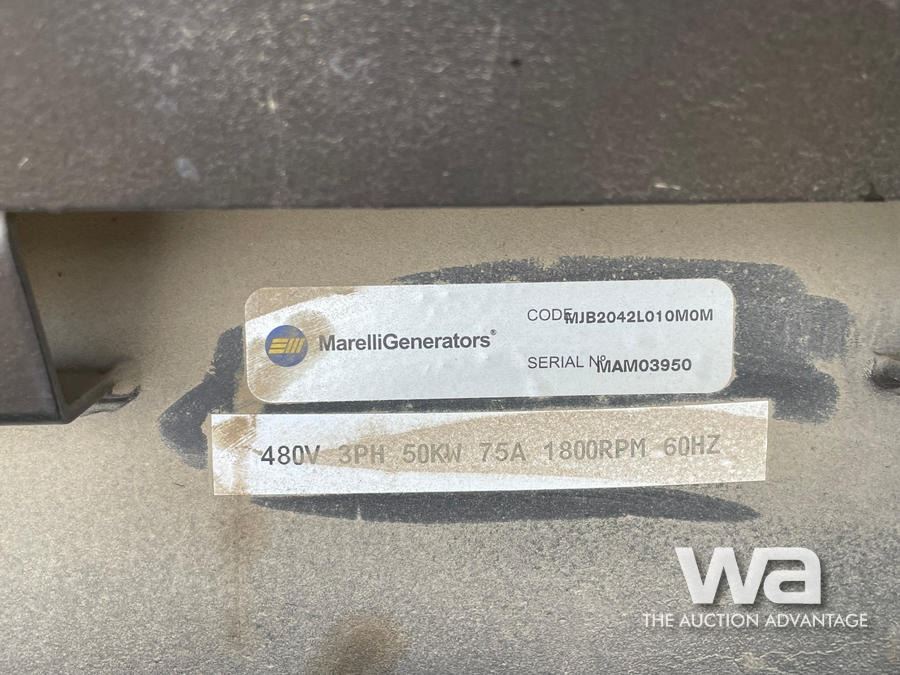 CODE MJB2042L010M0M
MarelliGenerators®
SERIAL Nº MAM03950
480V 3PH 50KW 75A 1800RPM 60HZ
wa
THE AUCTION ADVANTAGE